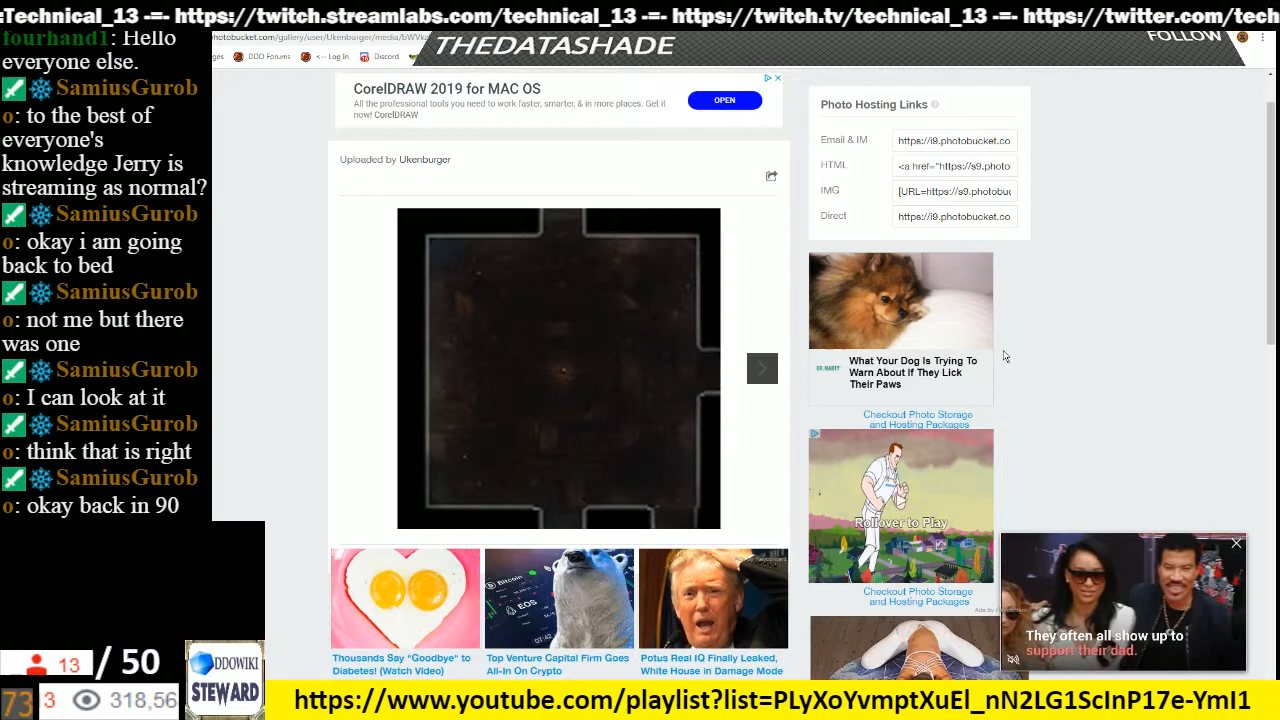 :Technical_13 -=- https://twitch.streamlabs.com/technical_13 -=- https://twitch.tv/technical_13 -=- https://twitter.com/tech
fourhand1: Hello
everyone else.
SamiusGurob
o: to the best of
everyone's
knowledge Jerry is
streaming as normal?
SamiusGurob
o: okay i am going
back to bed
SamiusGurob
o: not me but there
was one
SamiusGurob
o: I can look at it
SamiusGurob
o: think that is right
SamiusGurob
o: okay back in 90
13 / 50
73 3 318,56
DDOWIKI
STEWARD
THEDATASHADE
FOLLOW
DDO Forums
<-- Log In
Discord
CorelDRAW 2019 for MAC OS
All the professional tools you need to work faster, smarter, & in more places. Get it
now! CorelDRAW
OPEN
Uploaded by Ukenburger
Photo Hosting Links
Email & IM https://i9.photobucket.co
HTML <a href="https://s9.photo
IMG [URL=https://s9.photobuc
Direct https://i9.photobucket.co
DR. MARTY
What Your Dog Is Trying To
Warn About If They Lick
Their Paws
Checkout Photo Storage
and Hosting Packages
Rollover to Play
Checkout Photo Storage
and Hosting Packages
Bitcoin
EOS
Thousands Say "Goodbye" to
Diabetes! (Watch Video)
Top Venture Capital Firm Goes
All-In On Crypto
Potus Real IQ Finally Leaked,
White House in Damage Mode
They often all show up to
support their dad.
https://www.youtube.com/playlist?list=PLyXoYvmptXuEl_nN2LG1ScInP17e-YmI1